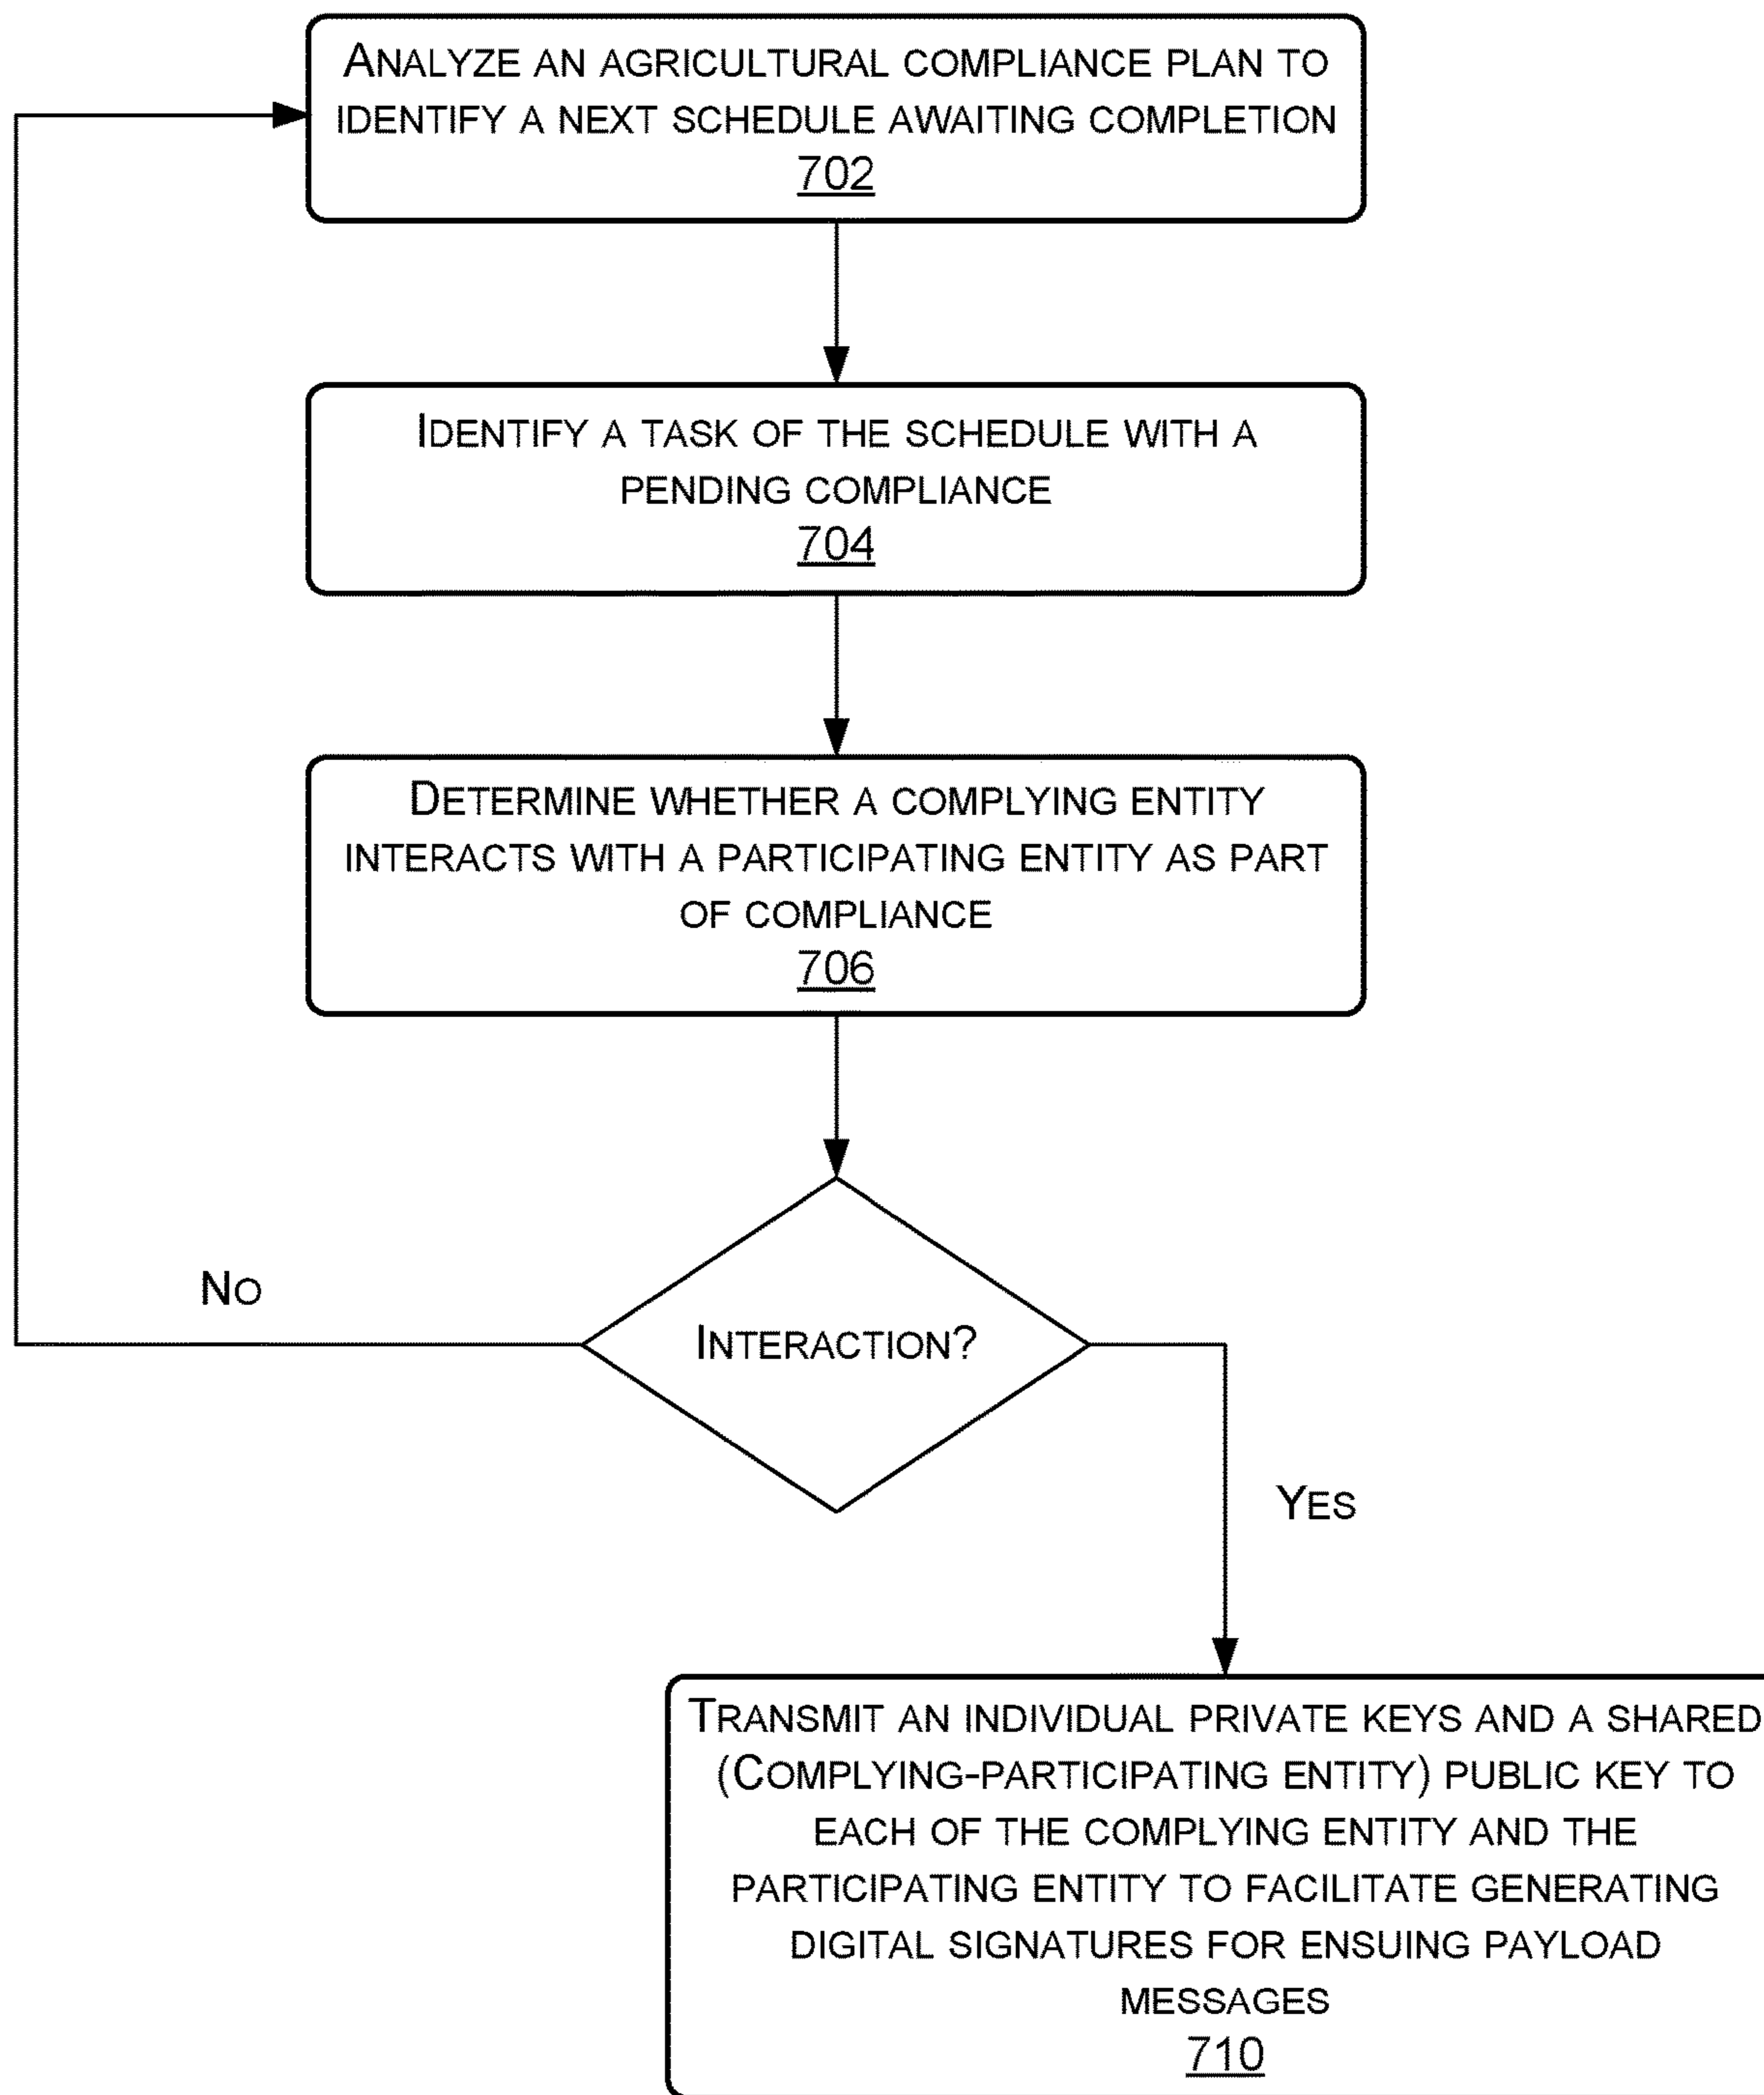 ANALYZE AN AGRICULTURAL COMPLIANCE PLAN TO
IDENTIFY A NEXT SCHEDULE AWAITING COMPLETION
702
IDENTIFY A TASK OF THE SCHEDULE WITH A
PENDING COMPLIANCE
704
DETERMINE WHETHER A COMPLYING ENTITY
INTERACTS WITH A PARTICIPATING ENTITY AS PART
OF COMPLIANCE
706
NO
INTERACTION?
YES
TRANSMIT AN INDIVIDUAL PRIVATE KEYS AND A SHARED
(COMPLYING-PARTICIPATING ENTITY) PUBLIC KEY TO
EACH OF THE COMPLYING ENTITY AND THE
PARTICIPATING ENTITY TO FACILITATE GENERATING
DIGITAL SIGNATURES FOR ENSUING PAYLOAD
MESSAGES
710